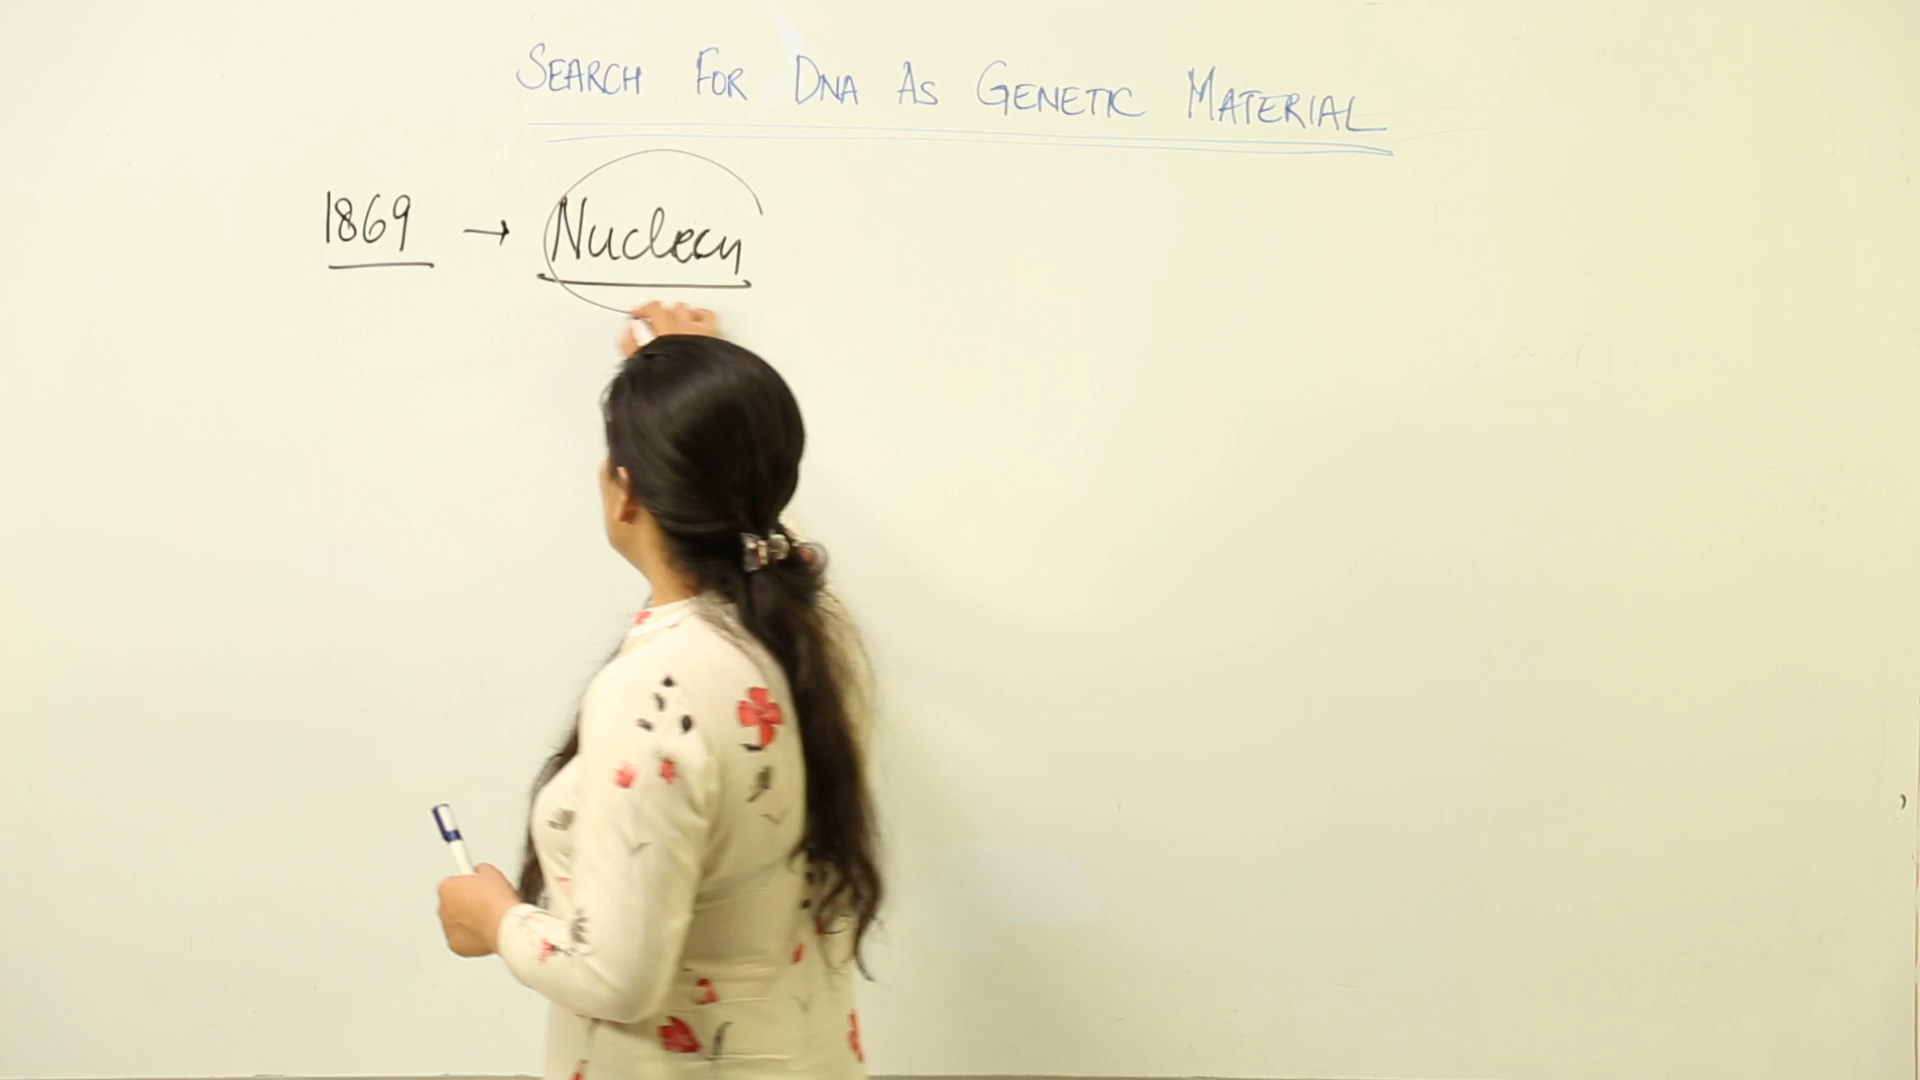 SEARCH FOR DNA AS GENETIC MATERIAL
1869 → Nuclein